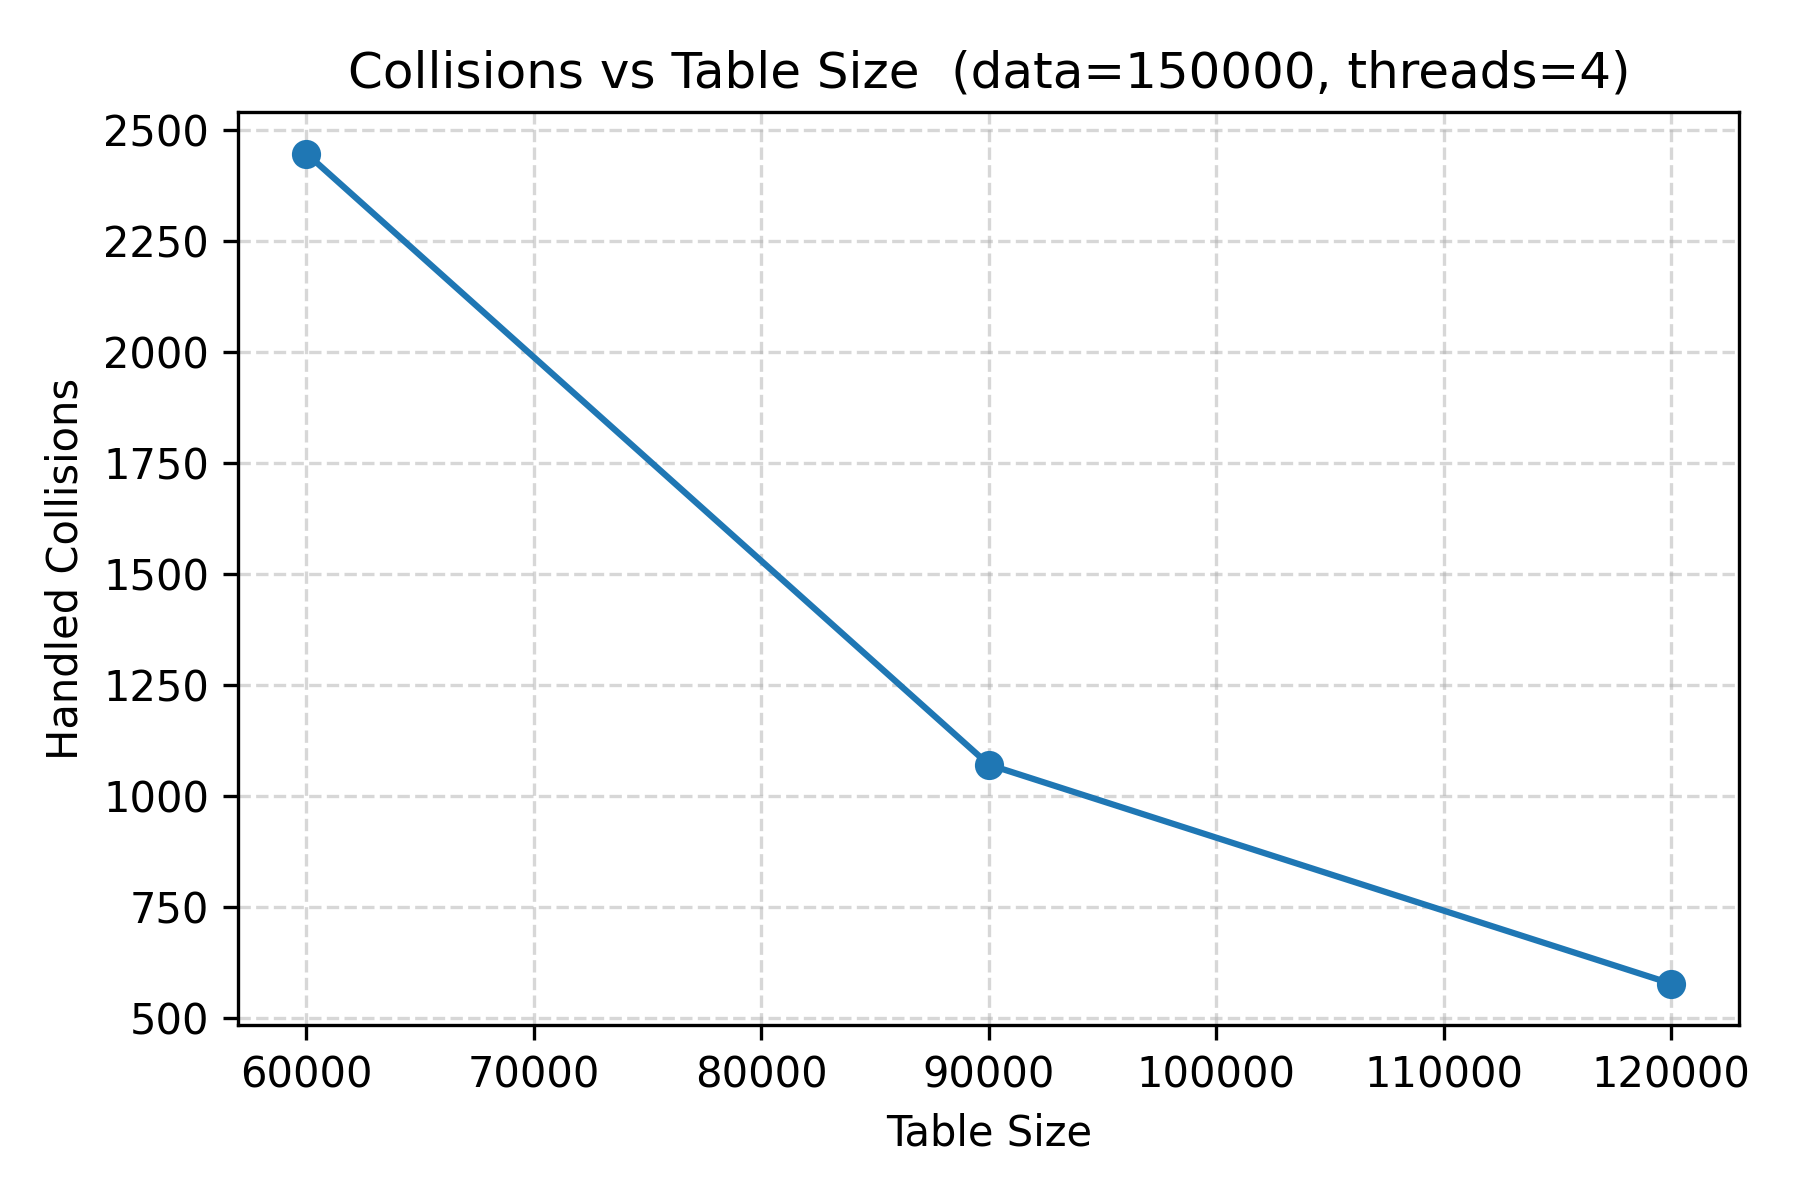 Collisions vs Table Size  (data=150000, threads=4)
2500
2250
2000
1750
1500
1250
1000
750
500
Handled Collisions
60000 70000 80000 90000 100000 110000 120000
Table Size